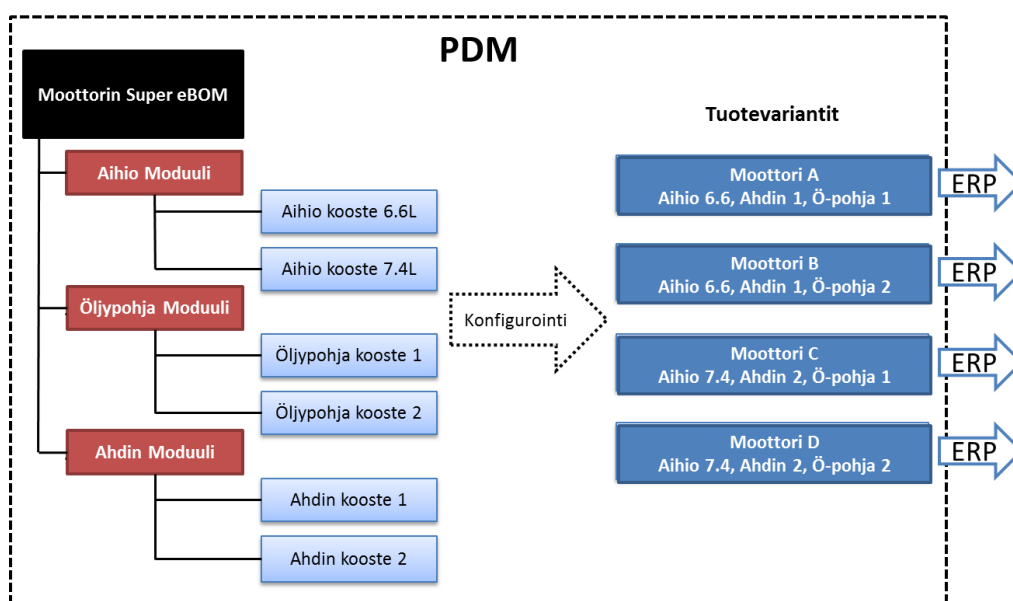 PDM
Moottorin Super eBOM
Aihio Moduuli
Aihio kooste 6.6L
Aihio kooste 7.4L
Öljypohja Moduuli
Öljypohja kooste 1
Öljypohja kooste 2
Ahdin Moduuli
Ahdin kooste 1
Ahdin kooste 2
Konfigurointi
Tuotevariantit
Moottori A
Aihio 6.6, Ahdin 1, Ö-pohja 1
ERP
Moottori B
Aihio 6.6, Ahdin 1, Ö-pohja 2
ERP
Moottori C
Aihio 7.4, Ahdin 2, Ö-pohja 1
ERP
Moottori D
Aihio 7.4, Ahdin 2, Ö-pohja 2
ERP